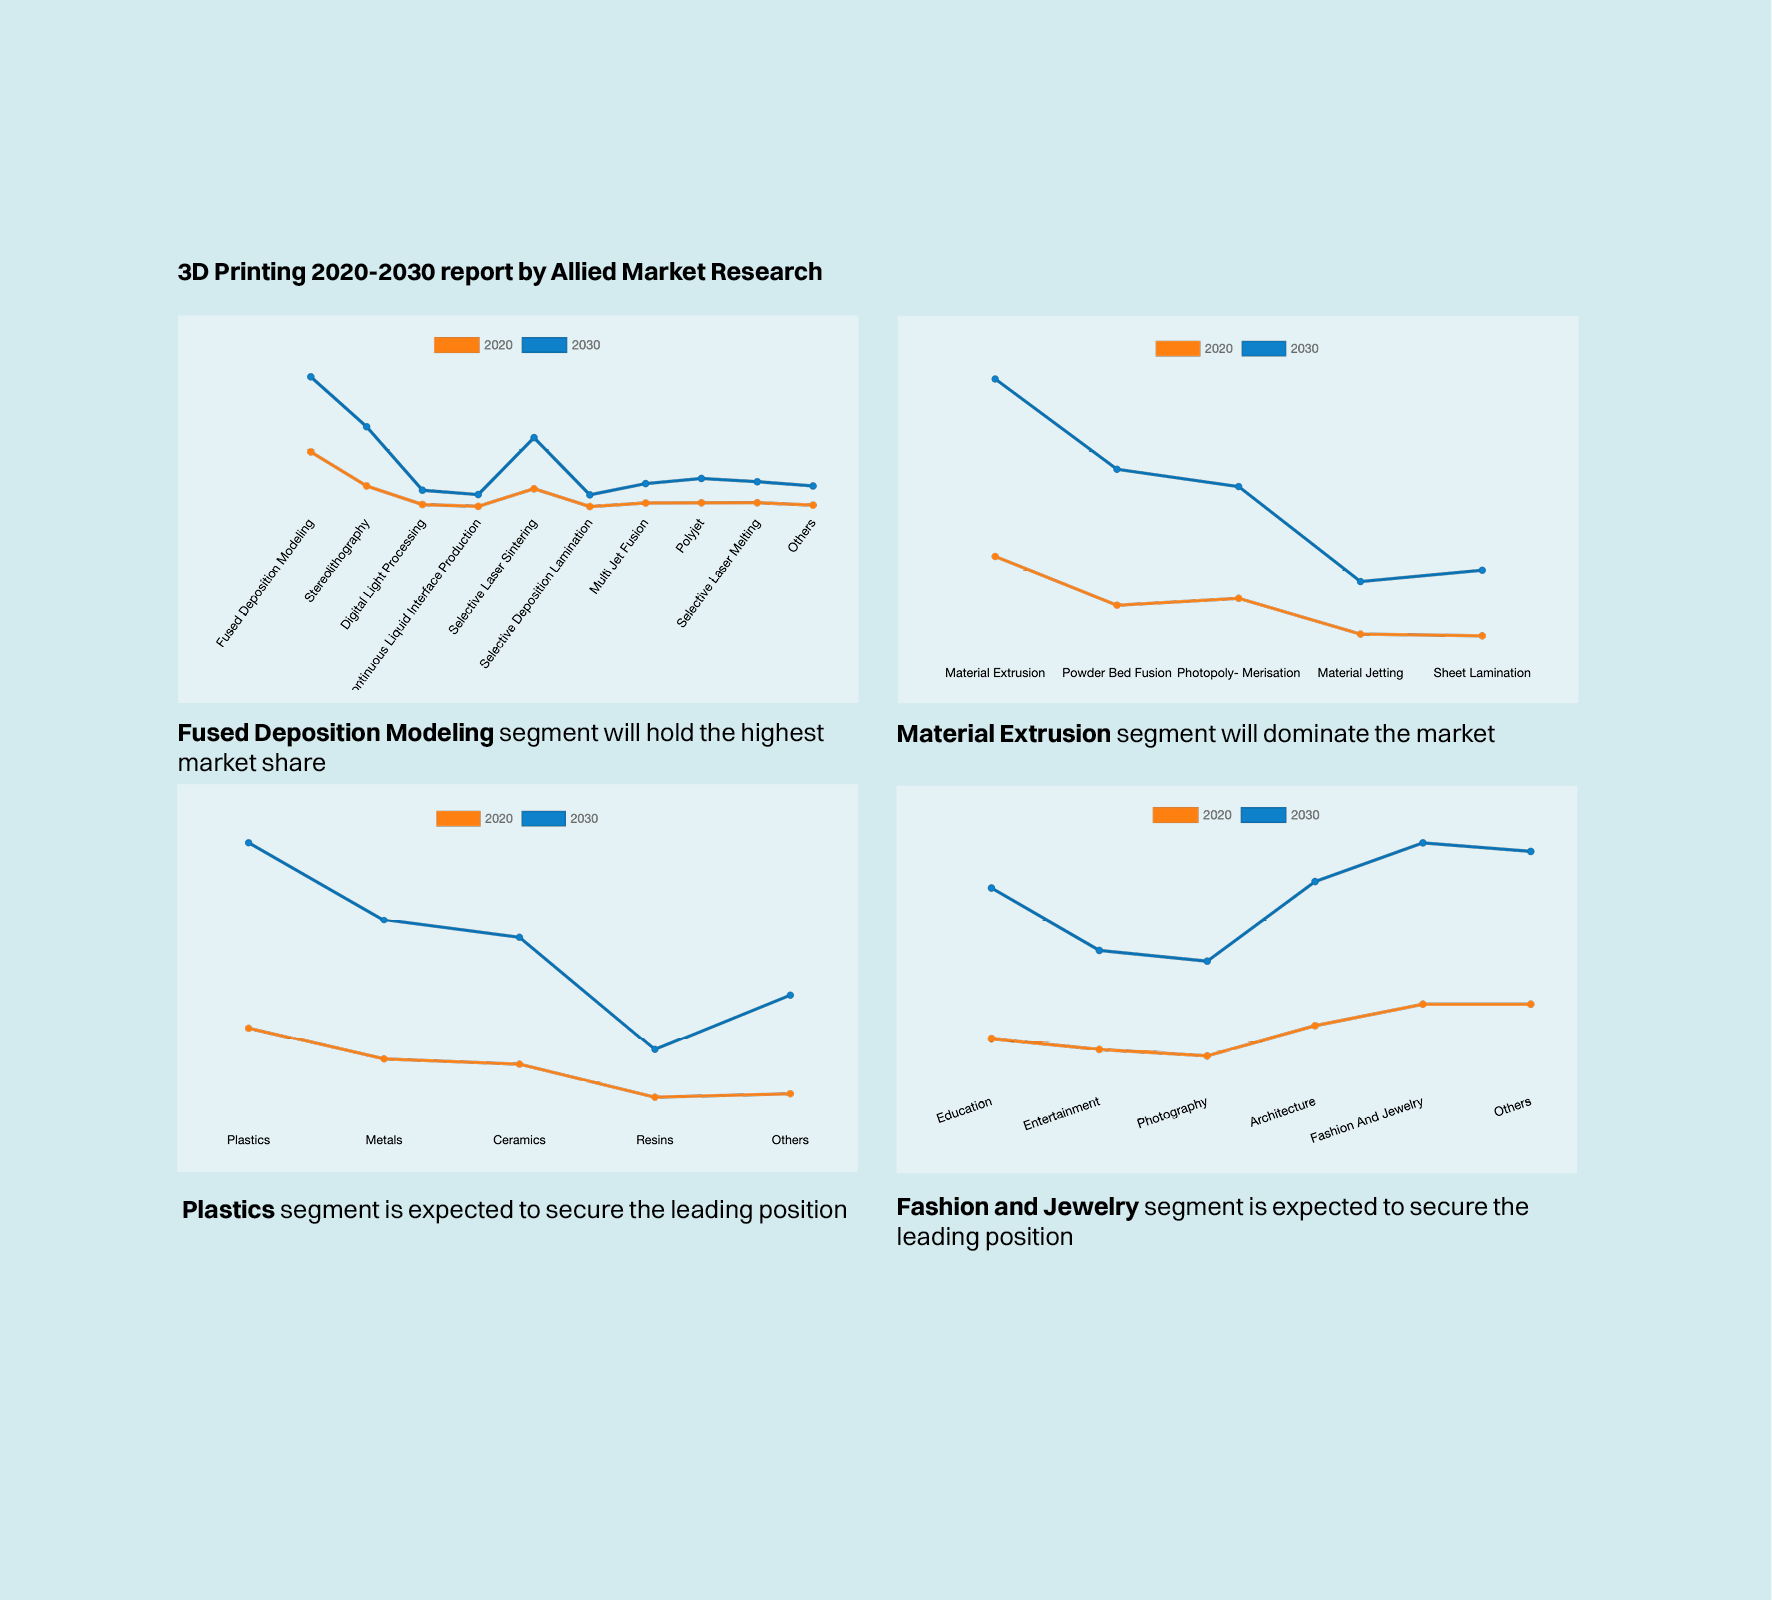 3D Printing 2020-2030 report by Allied Market Research
2020 2030
Fused Deposition Modeling
Stereolithography
Digital Light Processing
ontinuous Liquid Interface Production
Selective Laser Sintering
Selective Deposition Lamination
Multi Jet Fusion
Polyjet
Selective Laser Melting
Others
Fused Deposition Modeling segment will hold the highest
market share
2020 2030
Material Extrusion Powder Bed Fusion Photopoly- Merisation Material Jetting Sheet Lamination
Material Extrusion segment will dominate the market
2020 2030
Plastics Metals Ceramics Resins Others
Plastics segment is expected to secure the leading position
2020 2030
Education
Entertainment
Photography
Architecture
Fashion And Jewelry
Others
Fashion and Jewelry segment is expected to secure the
leading position